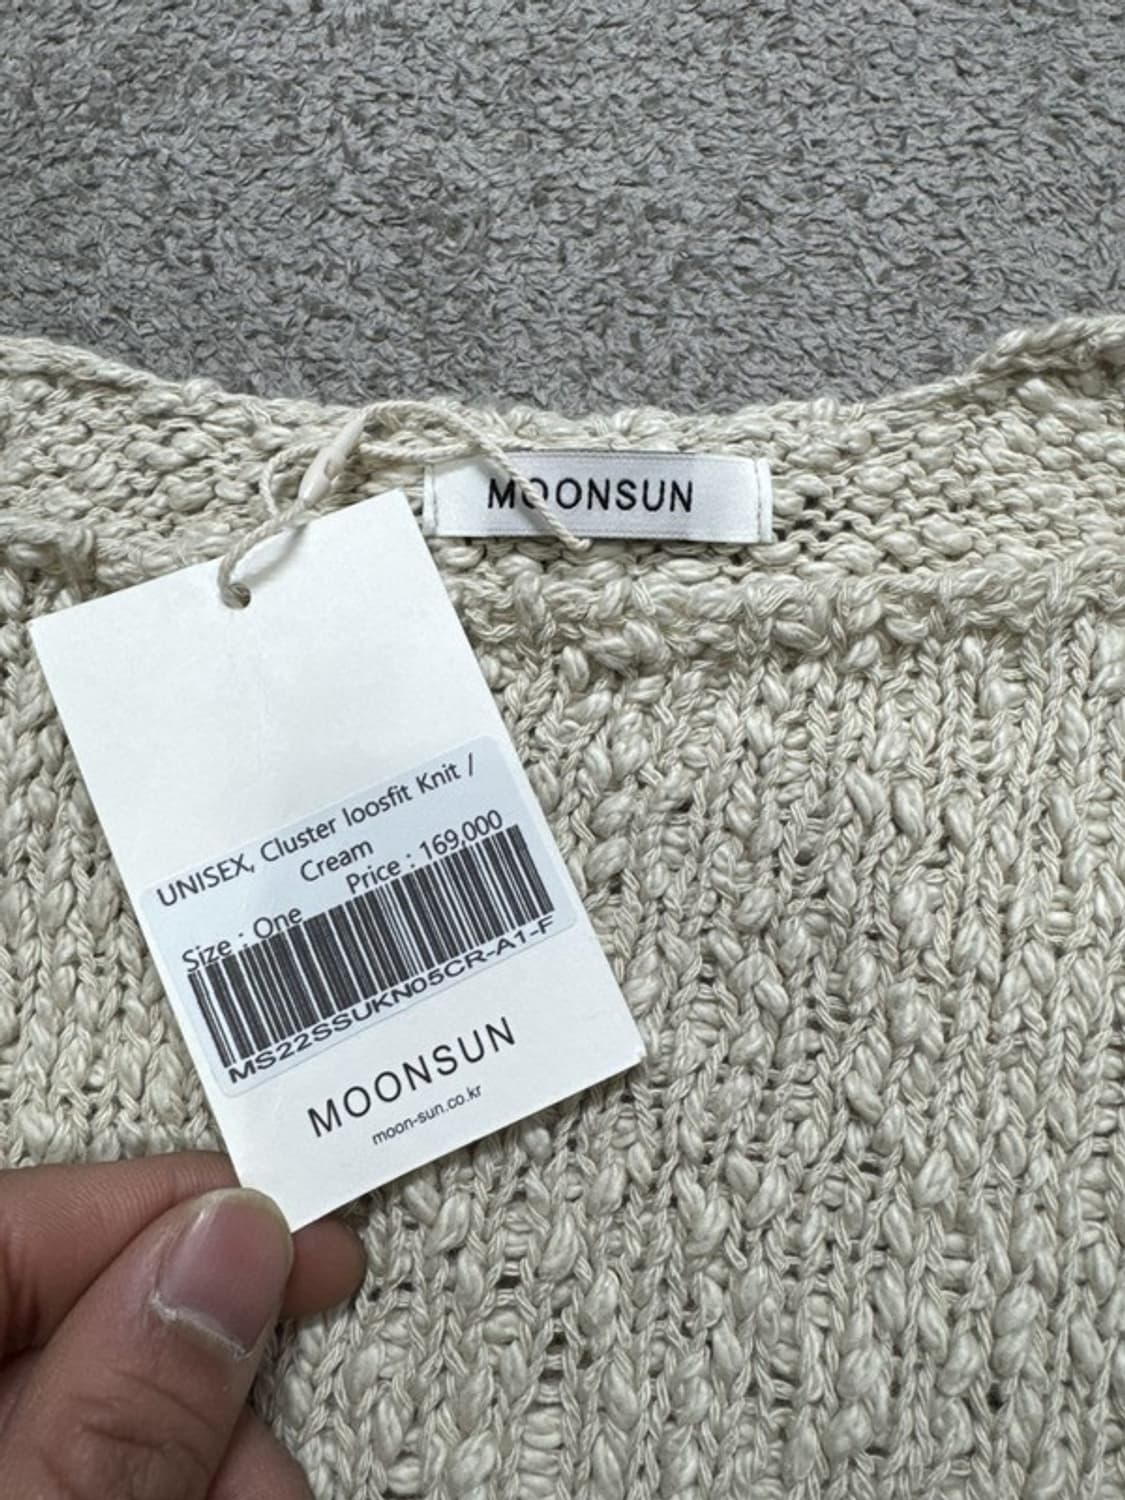 MOONSUN
UNISEX, Cluster loosfit Knit /
Cream
Price : 169,000
Size : One
MS22SSUKN05CR-A1-F
MOONSUN
moon-sun.co.kr